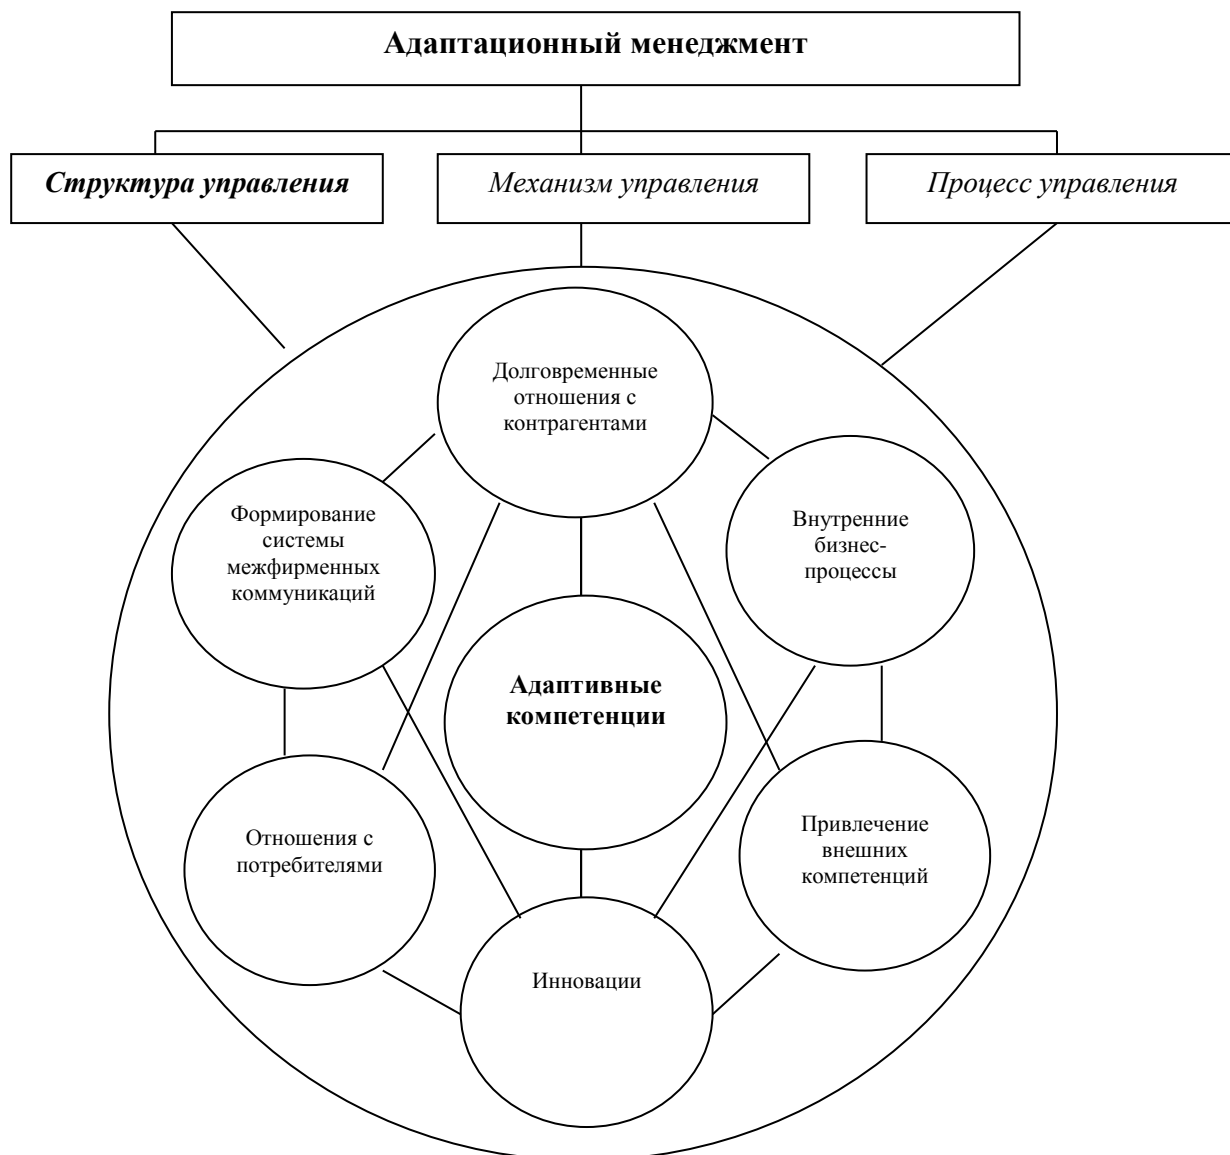 Адаптационный менеджмент
Структура управления
Механизм управления
Процесс управления
Долговременные
отношения с
контрагентами
Формирование
системы
межфирменных
коммуникаций
Внутренние
бизнес-
процессы
Адаптивные
компетенции
Отношения с
потребителями
Привлечение
внешних
компетенций
Инновации